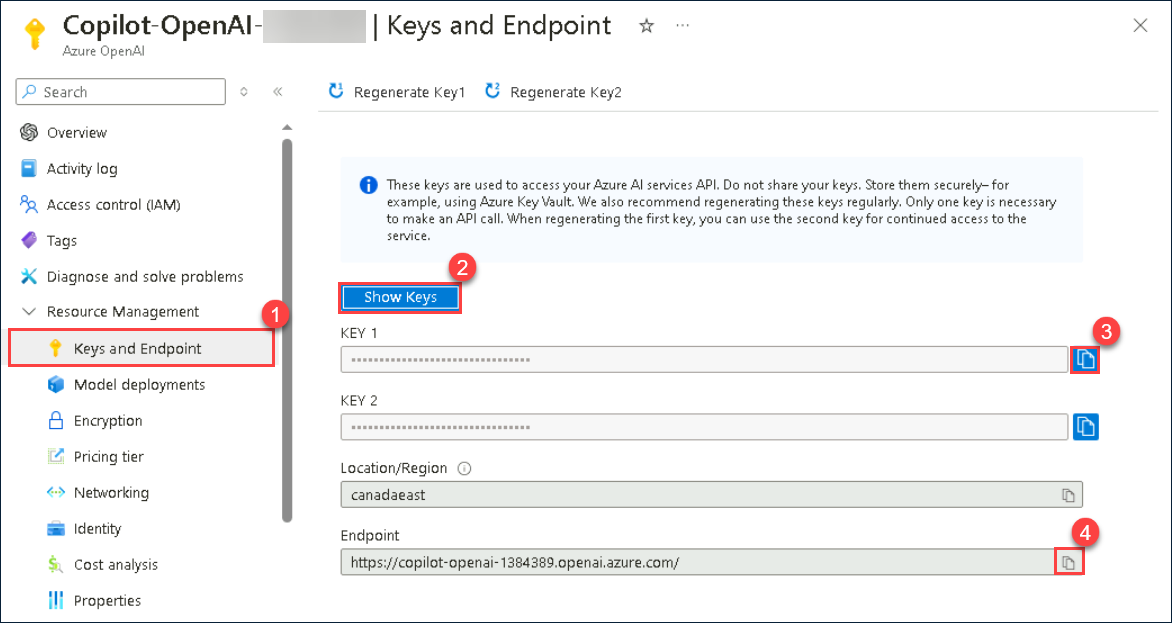 Copilot-OpenAI- | Keys and Endpoint
Azure OpenAI
Search
Regenerate Key1
Regenerate Key2
Overview
Activity log
Access control (IAM)
Tags
Diagnose and solve problems
Resource Management
1
Keys and Endpoint
Model deployments
Encryption
Pricing tier
Networking
Identity
Cost analysis
Properties
These keys are used to access your Azure AI services API. Do not share your keys. Store them securely– for
example, using Azure Key Vault. We also recommend regenerating these keys regularly. Only one key is necessary
to make an API call. When regenerating the first key, you can use the second key for continued access to the
service.
2
Show Keys
KEY 1
3
KEY 2
Location/Region
canadaeast
Endpoint
4
https://copilot-openai-1384389.openai.azure.com/